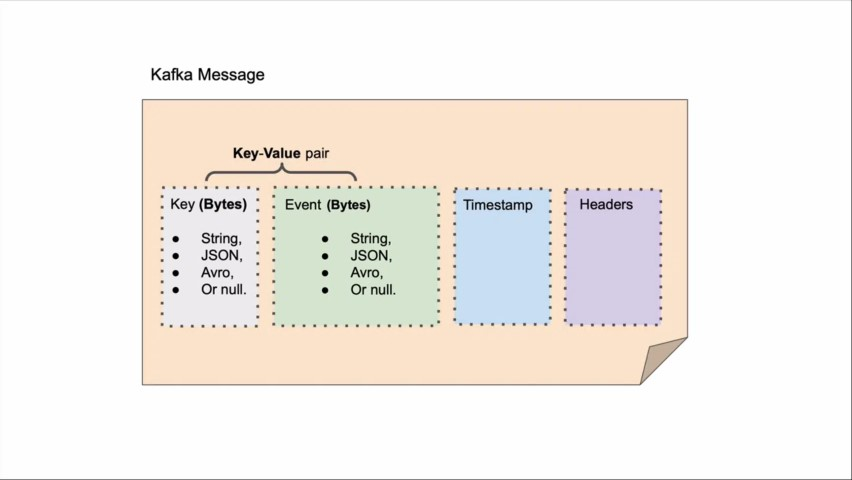 Kafka Message
Key-Value pair
Key (Bytes)
● String,
● JSON,
● Avro,
● Or null.
Event (Bytes)
● String,
● JSON,
● Avro,
● Or null.
Timestamp
Headers